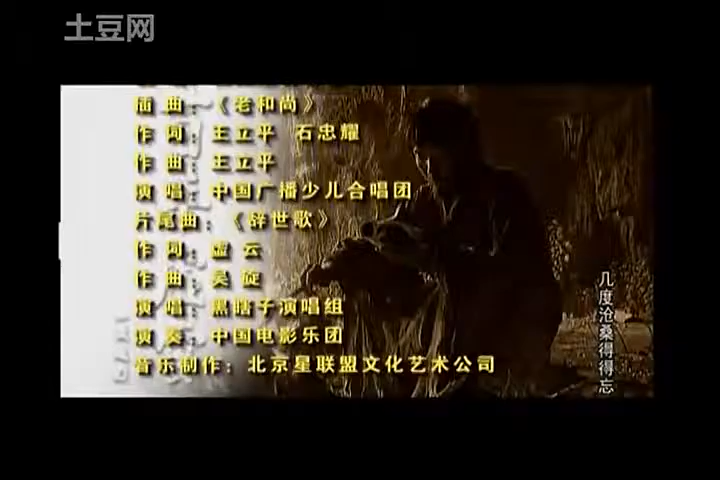 土豆网
插 曲：《老和尚》
作 词：王立平 石忠耀
作 曲：王立平
演 唱：中国广播少儿合唱团
片尾曲：《辞世歌》
作 词：虚 云
作 曲：吴 旋
演 唱：黑瞎子演唱组
演 奏：中国电影乐团
音乐制作：北京星联盟文化艺术公司
几度沧桑得得忘